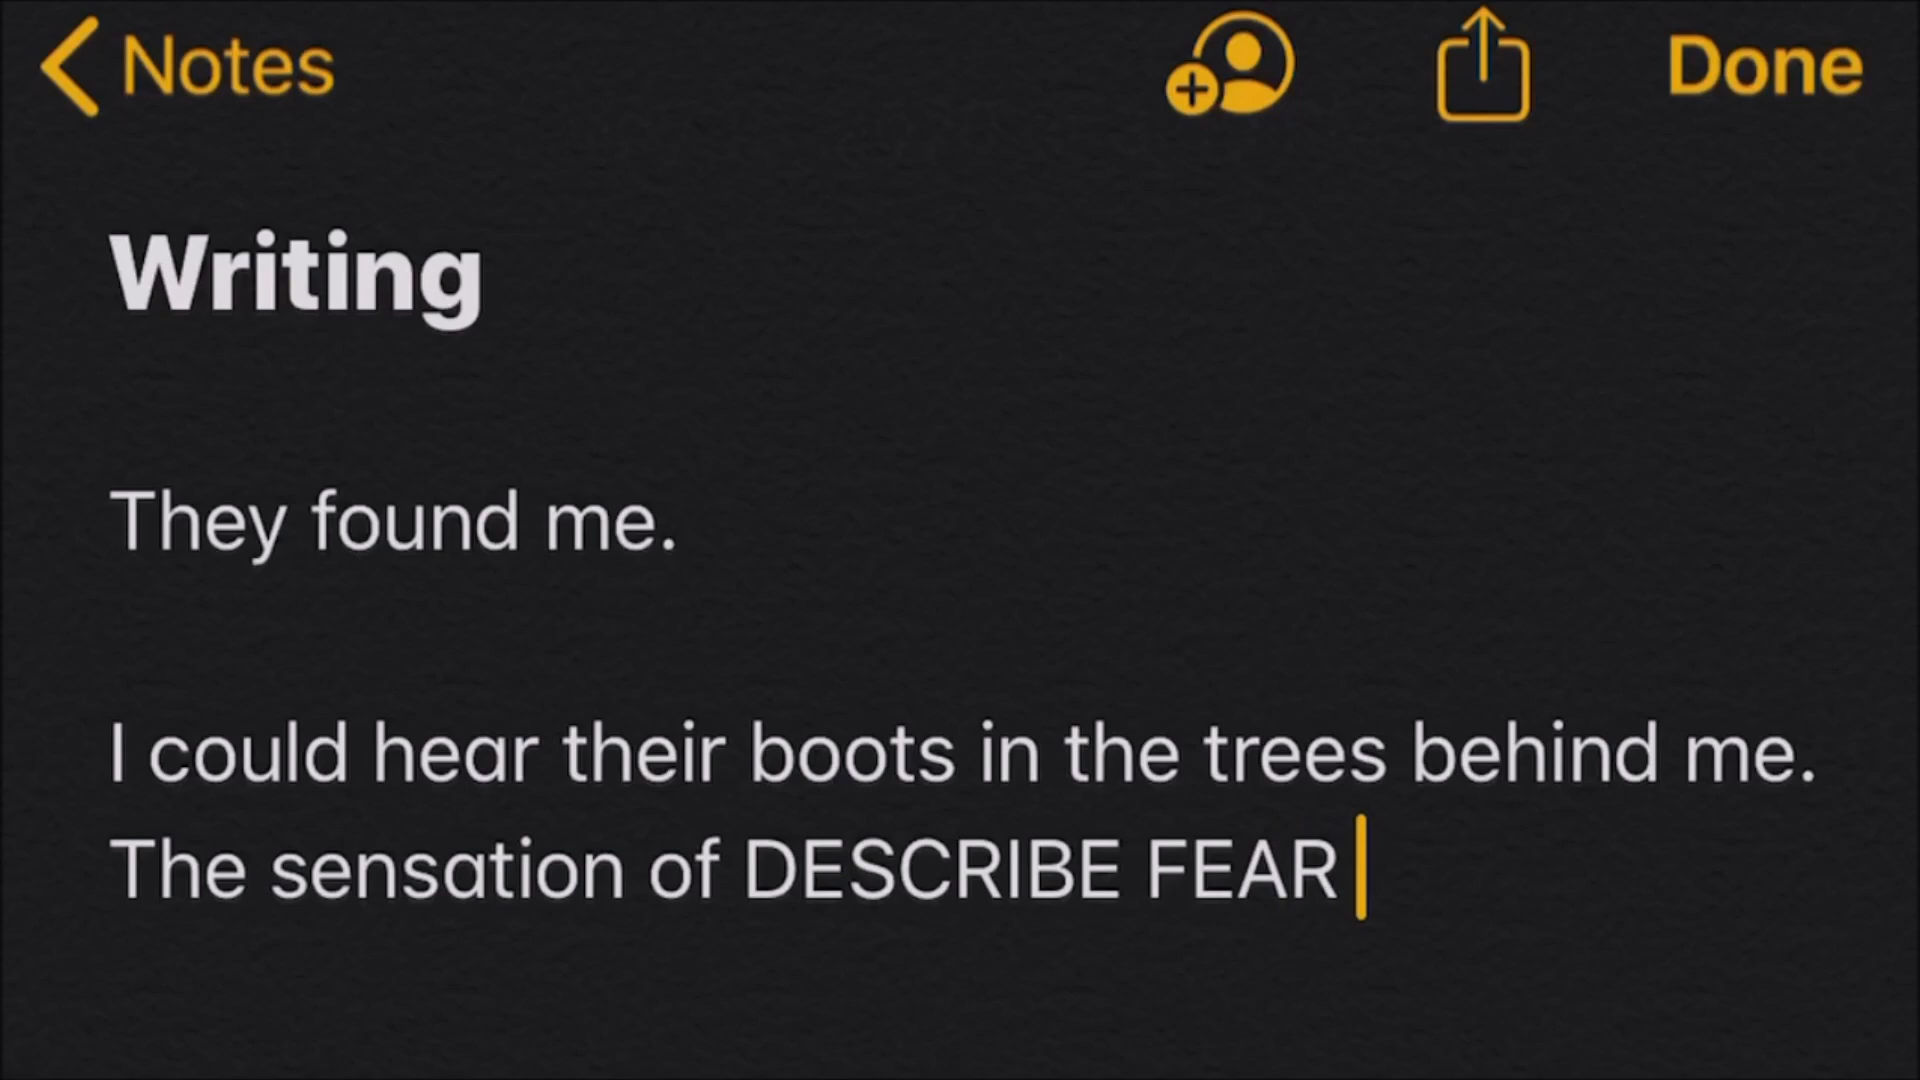 Notes
Done
Writing
They found me.
I could hear their boots in the trees behind me.
The sensation of DESCRIBE FEAR